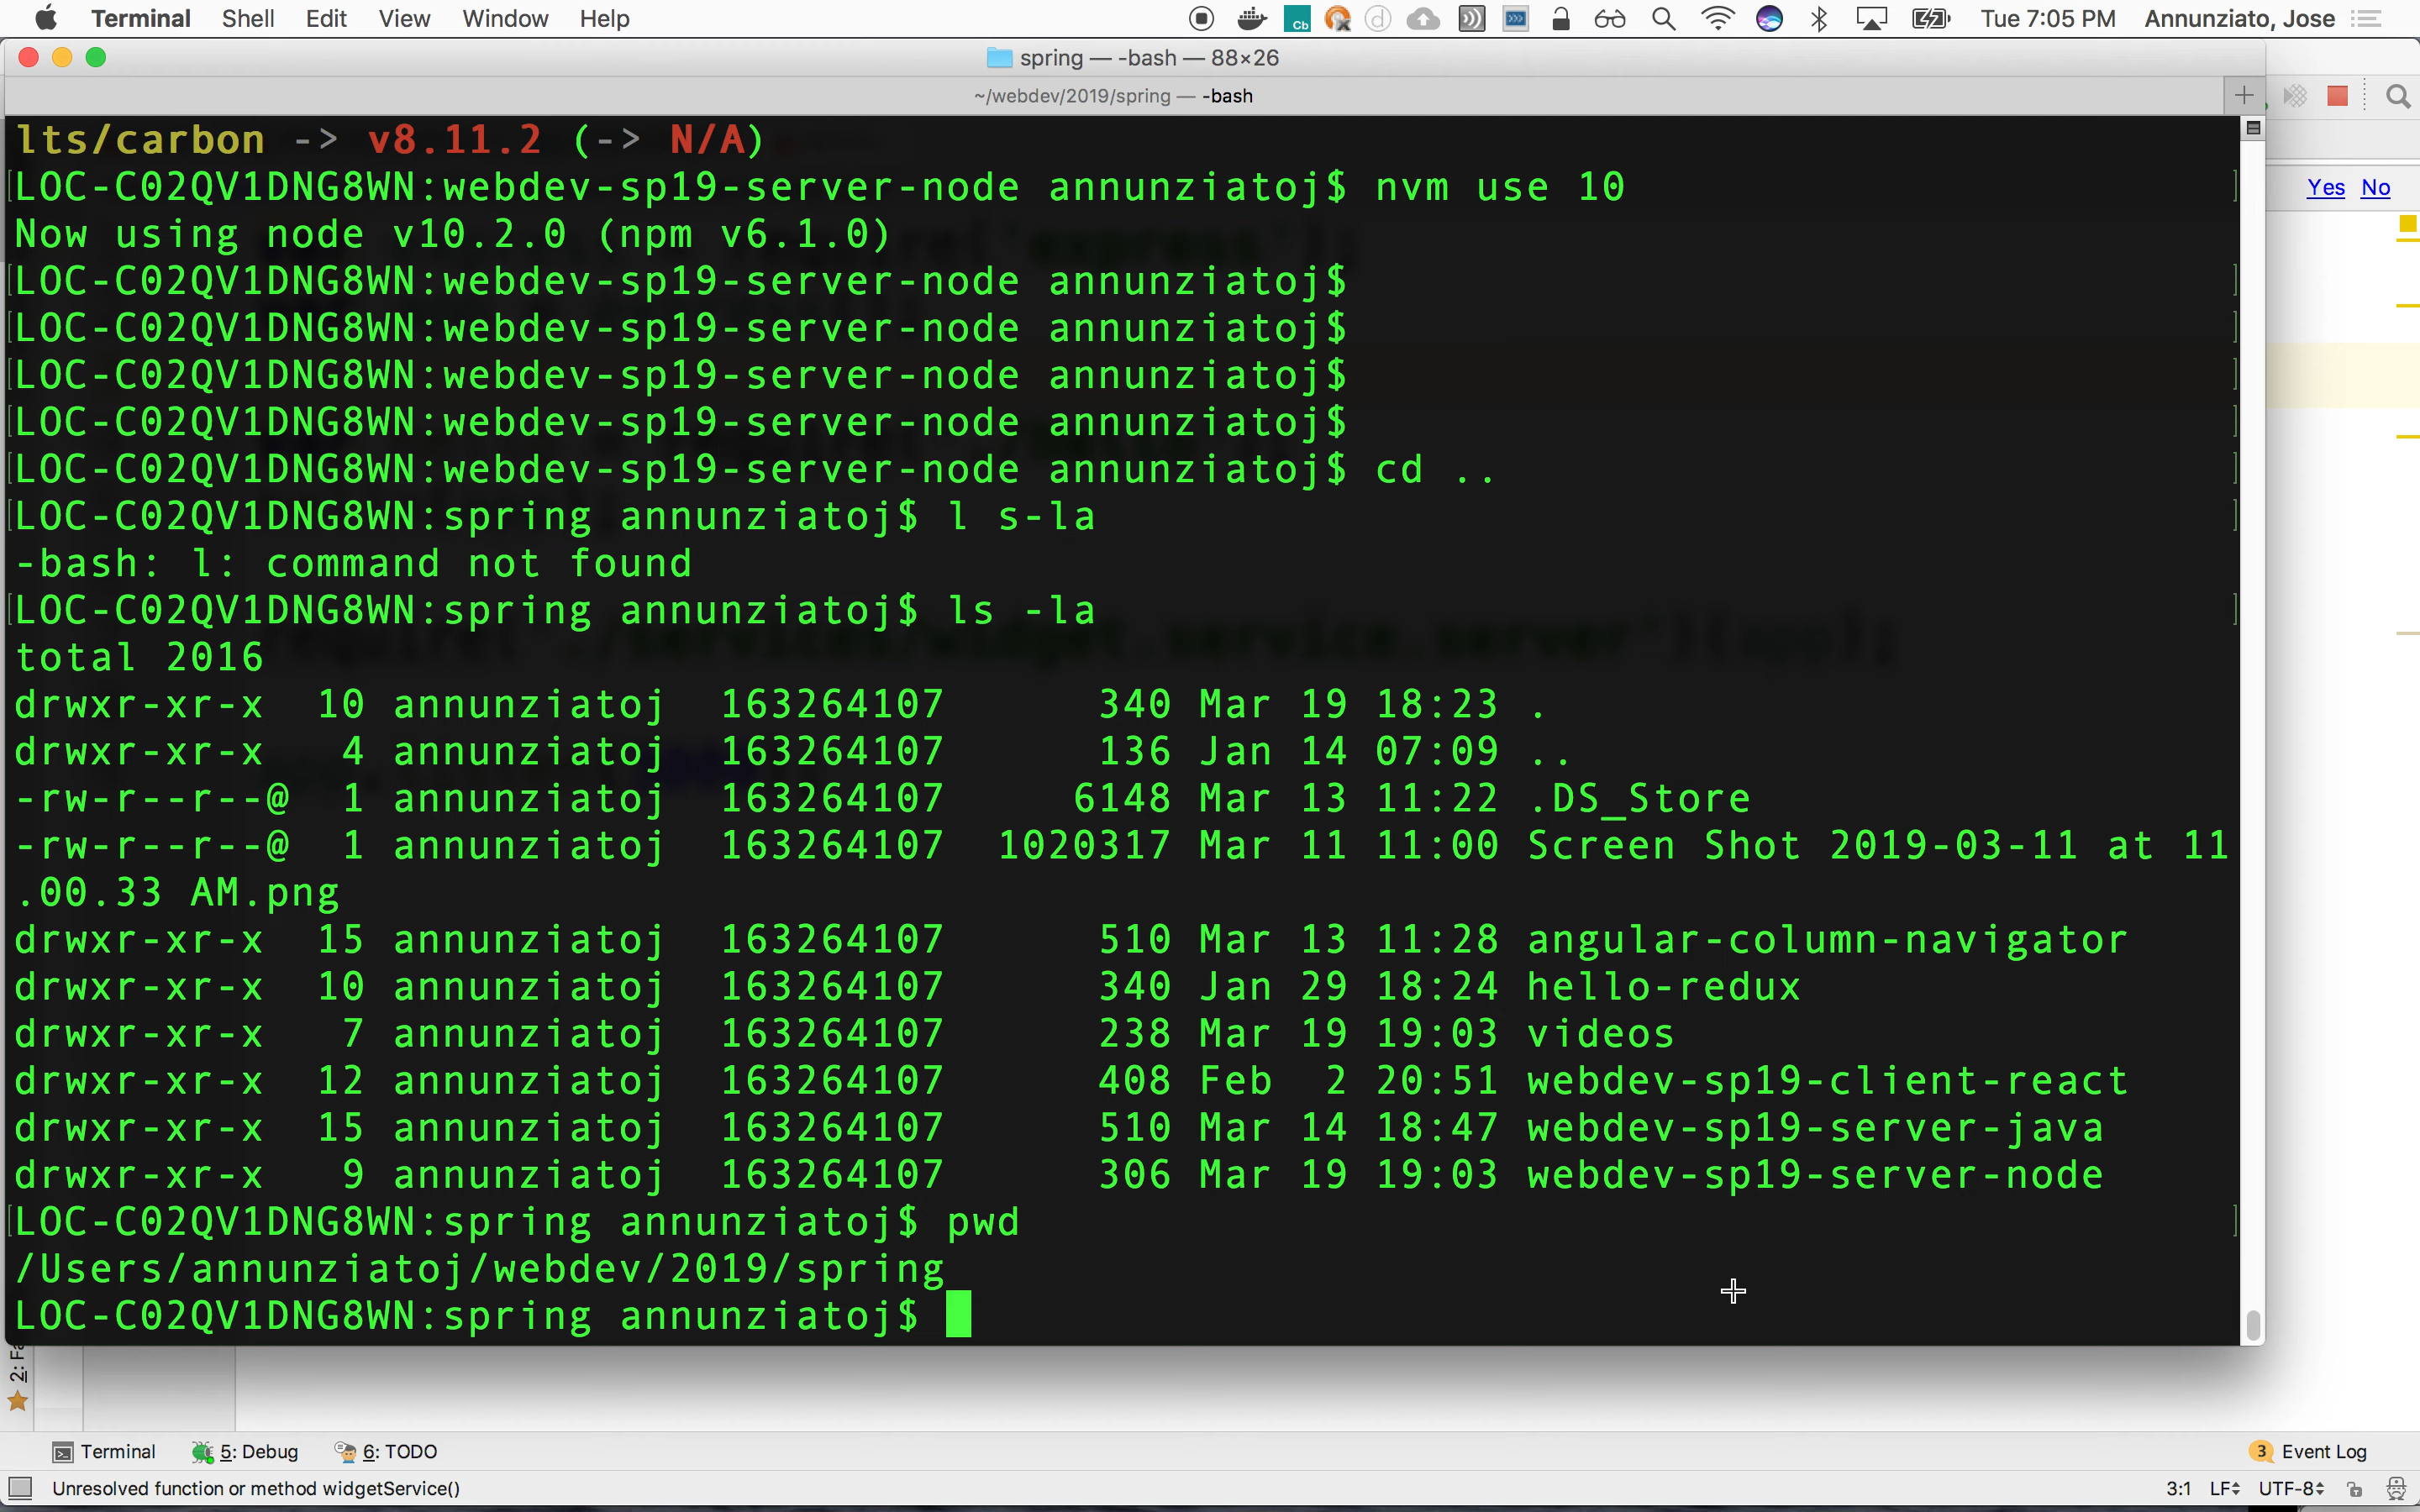 Terminal Shell Edit View Window Help Cb Tue 7:05 PM Annunziato, Jose
spring — -bash — 88×26
~/webdev/2019/spring — -bash
lts/carbon -> v8.11.2 (-> N/A)
LOC-C02QV1DNG8WN:webdev-sp19-server-node annunziatoj$ nvm use 10
Yes No
Now using node v10.2.0 (npm v6.1.0)
LOC-C02QV1DNG8WN:webdev-sp19-server-node annunziatoj$
LOC-C02QV1DNG8WN:webdev-sp19-server-node annunziatoj$
LOC-C02QV1DNG8WN:webdev-sp19-server-node annunziatoj$
LOC-C02QV1DNG8WN:webdev-sp19-server-node annunziatoj$
LOC-C02QV1DNG8WN:webdev-sp19-server-node annunziatoj$ cd ..
LOC-C02QV1DNG8WN:spring annunziatoj$ l s-la
-bash: l: command not found
LOC-C02QV1DNG8WN:spring annunziatoj$ ls -la
total 2016
drwxr-xr-x 10 annunziatoj 163264107 340 Mar 19 18:23 .
drwxr-xr-x 4 annunziatoj 163264107 136 Jan 14 07:09 ..
-rw-r--r--@ 1 annunziatoj 163264107 6148 Mar 13 11:22 .DS_Store
-rw-r--r--@ 1 annunziatoj 163264107 1020317 Mar 11 11:00 Screen Shot 2019-03-11 at 11
.00.33 AM.png
drwxr-xr-x 15 annunziatoj 163264107 510 Mar 13 11:28 angular-column-navigator
drwxr-xr-x 10 annunziatoj 163264107 340 Jan 29 18:24 hello-redux
drwxr-xr-x 7 annunziatoj 163264107 238 Mar 19 19:03 videos
drwxr-xr-x 12 annunziatoj 163264107 408 Feb 2 20:51 webdev-sp19-client-react
drwxr-xr-x 15 annunziatoj 163264107 510 Mar 14 18:47 webdev-sp19-server-java
drwxr-xr-x 9 annunziatoj 163264107 306 Mar 19 19:03 webdev-sp19-server-node
LOC-C02QV1DNG8WN:spring annunziatoj$ pwd
/Users/annunziatoj/webdev/2019/spring
LOC-C02QV1DNG8WN:spring annunziatoj$
Terminal 5: Debug 6: TODO 3 Event Log
Unresolved function or method widgetService() 3:1 LF UTF-8